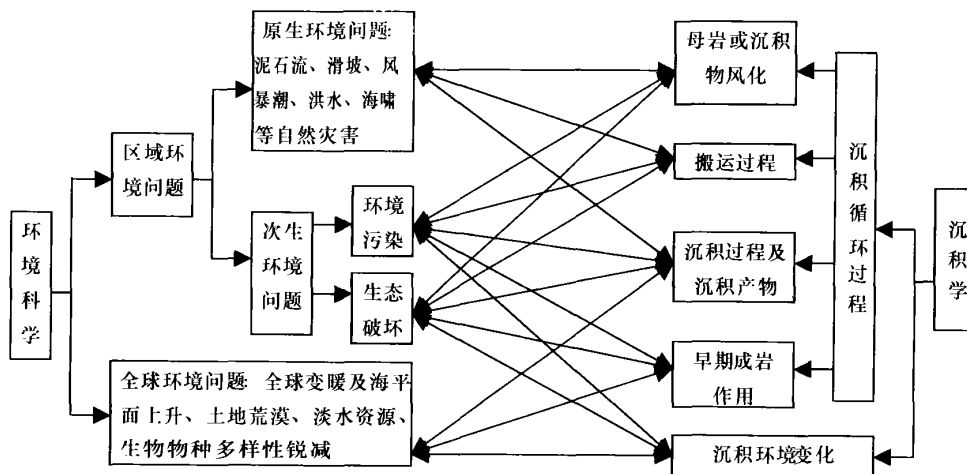 环
境
科
学
区域环
境问题
原生环境问题:
泥石流、滑坡、风
暴潮、洪水、海啸
等自然灾害
次生
环境
问题
环境
污染
生态
破坏
全球环境问题: 全球变暖及海平
面上升、土地荒漠、淡水资源、
生物物种多样性锐减
母岩或沉积
物风化
搬运过程
沉积过程及
沉积产物
早期成岩
作用
沉积环境变化
沉
积
循
环
过
程
沉
积
学